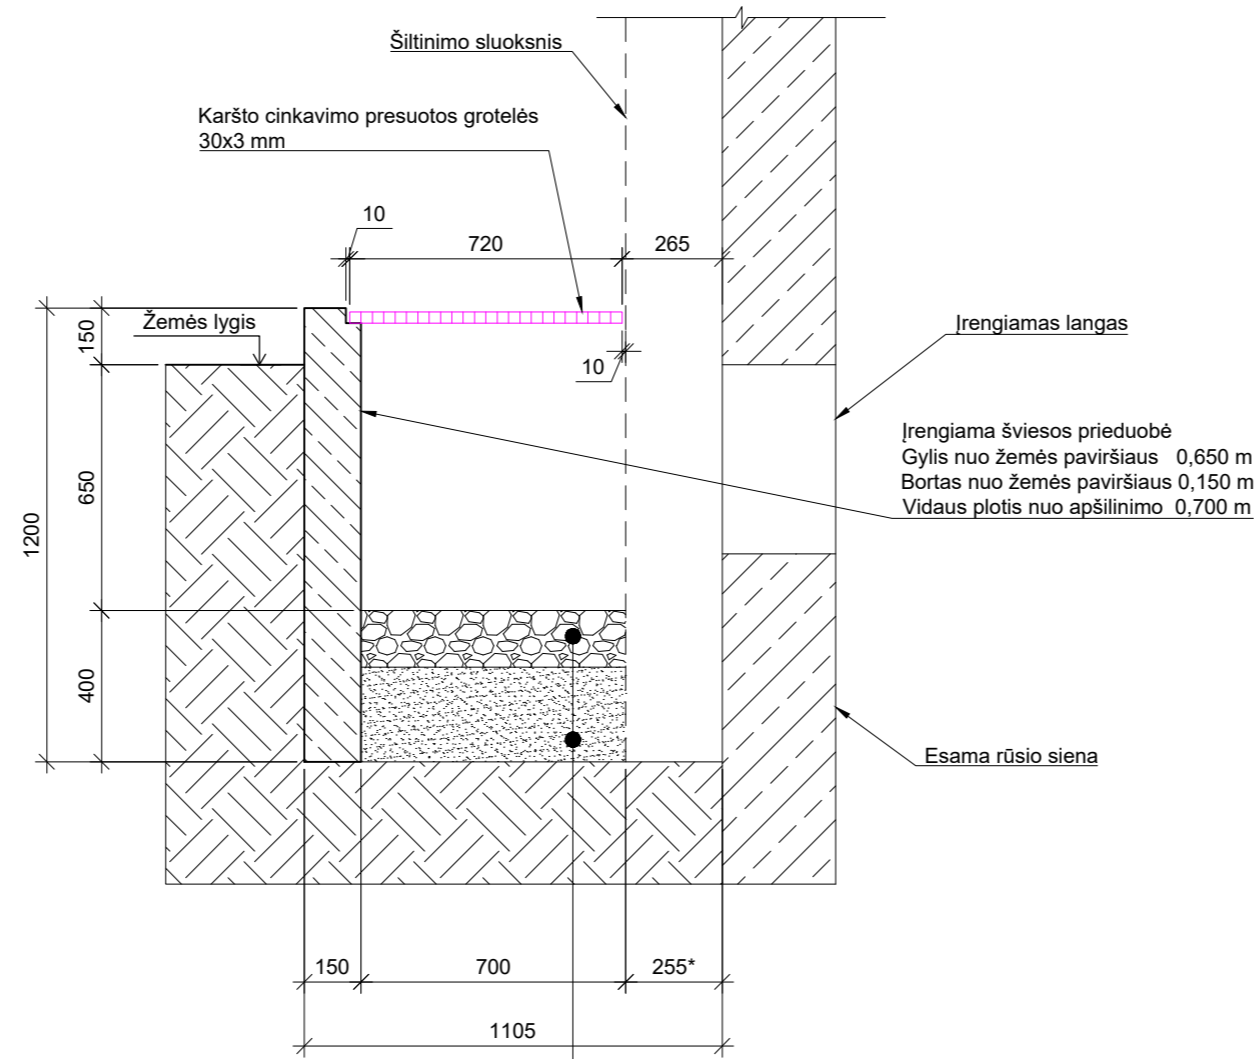 Šiltinimo sluoksnis
Karšto cinkavimo presuotos grotelės
30x3 mm
10
720
265
Žemės lygis
150
10
Įrengiamas langas
Įrengiama šviesos prieduobė
Gylis nuo žemės paviršiaus 0,650 m
Bortas nuo žemės paviršiaus 0,150 m
Vidaus plotis nuo apšilinimo 0,700 m
650
1200
400
Esama rūsio siena
150
700
255*
1105